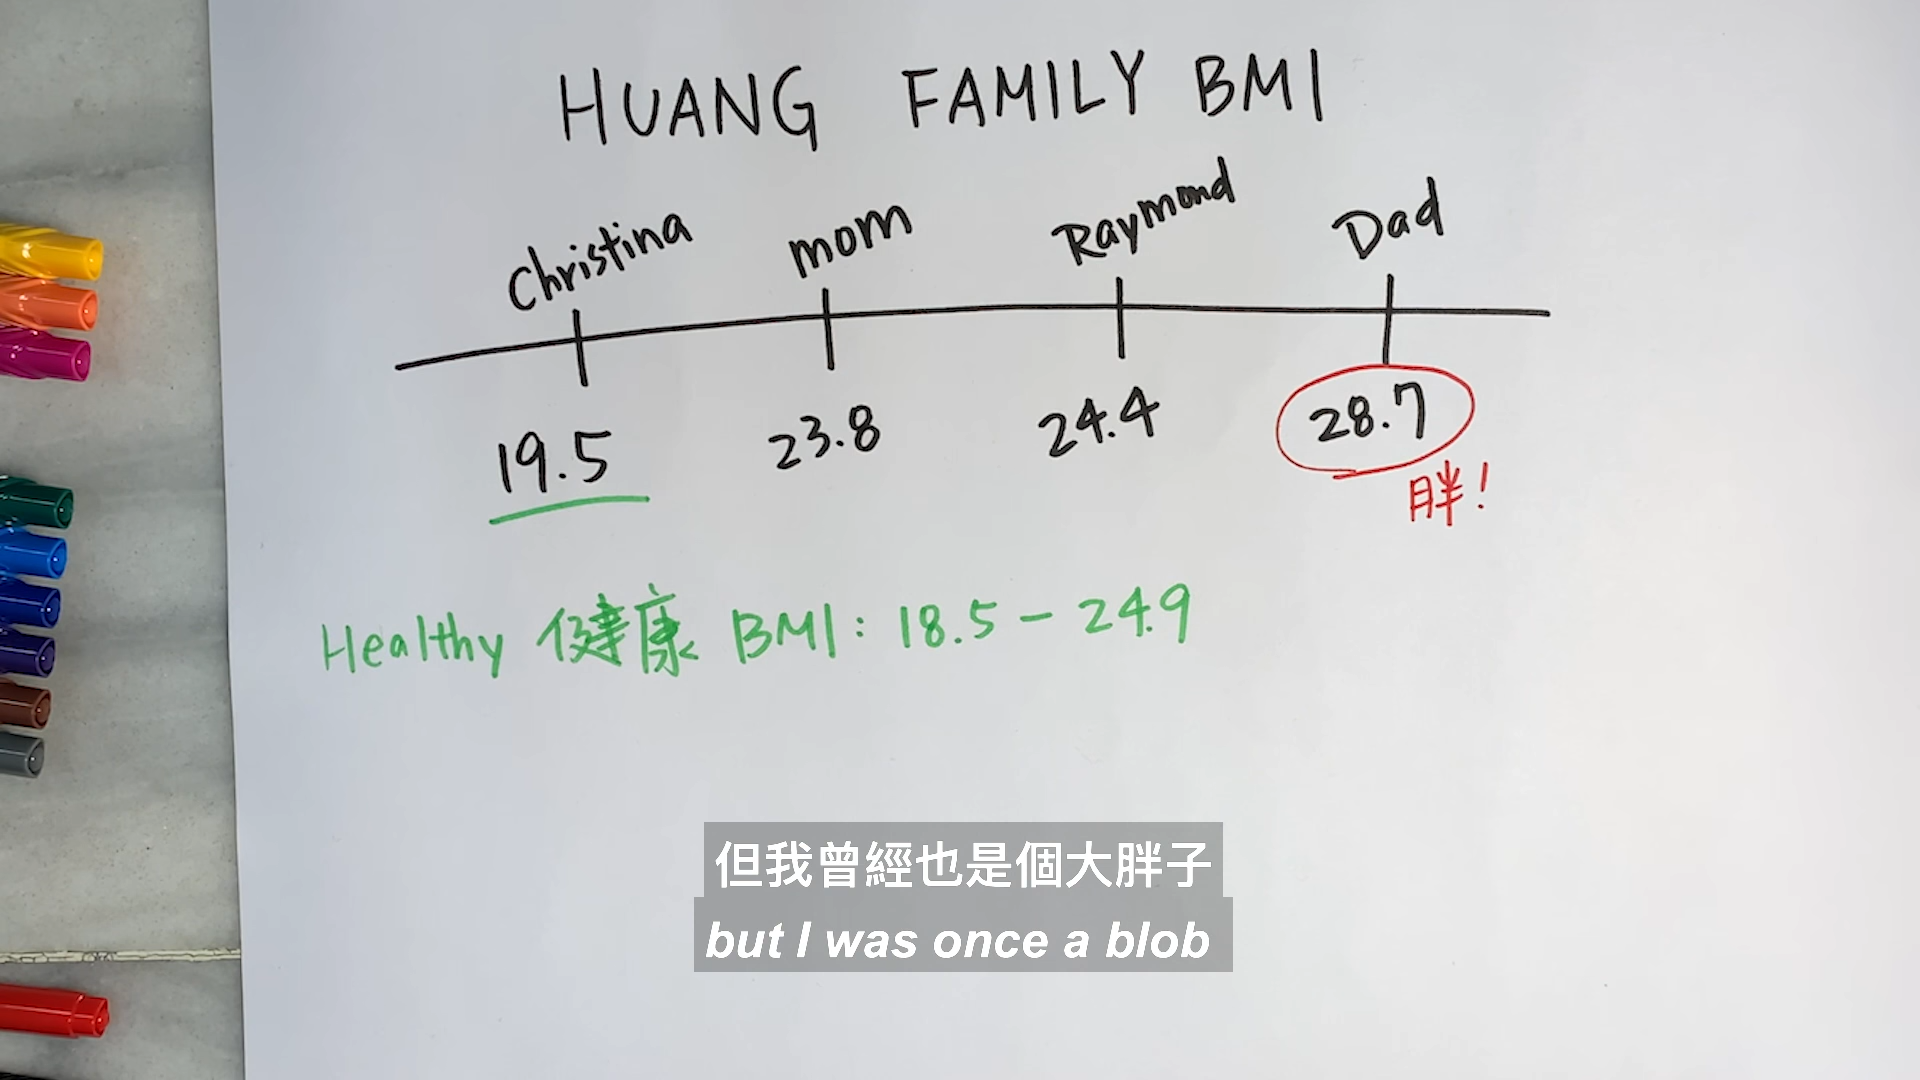 HUANG FAMILY BMI
Christina mom Raymond Dad
19.5 23.8 24.4 28.7
胖!
Healthy 健康 BMI: 18.5 - 24.9
但我曾經也是個大胖子
but I was once a blob